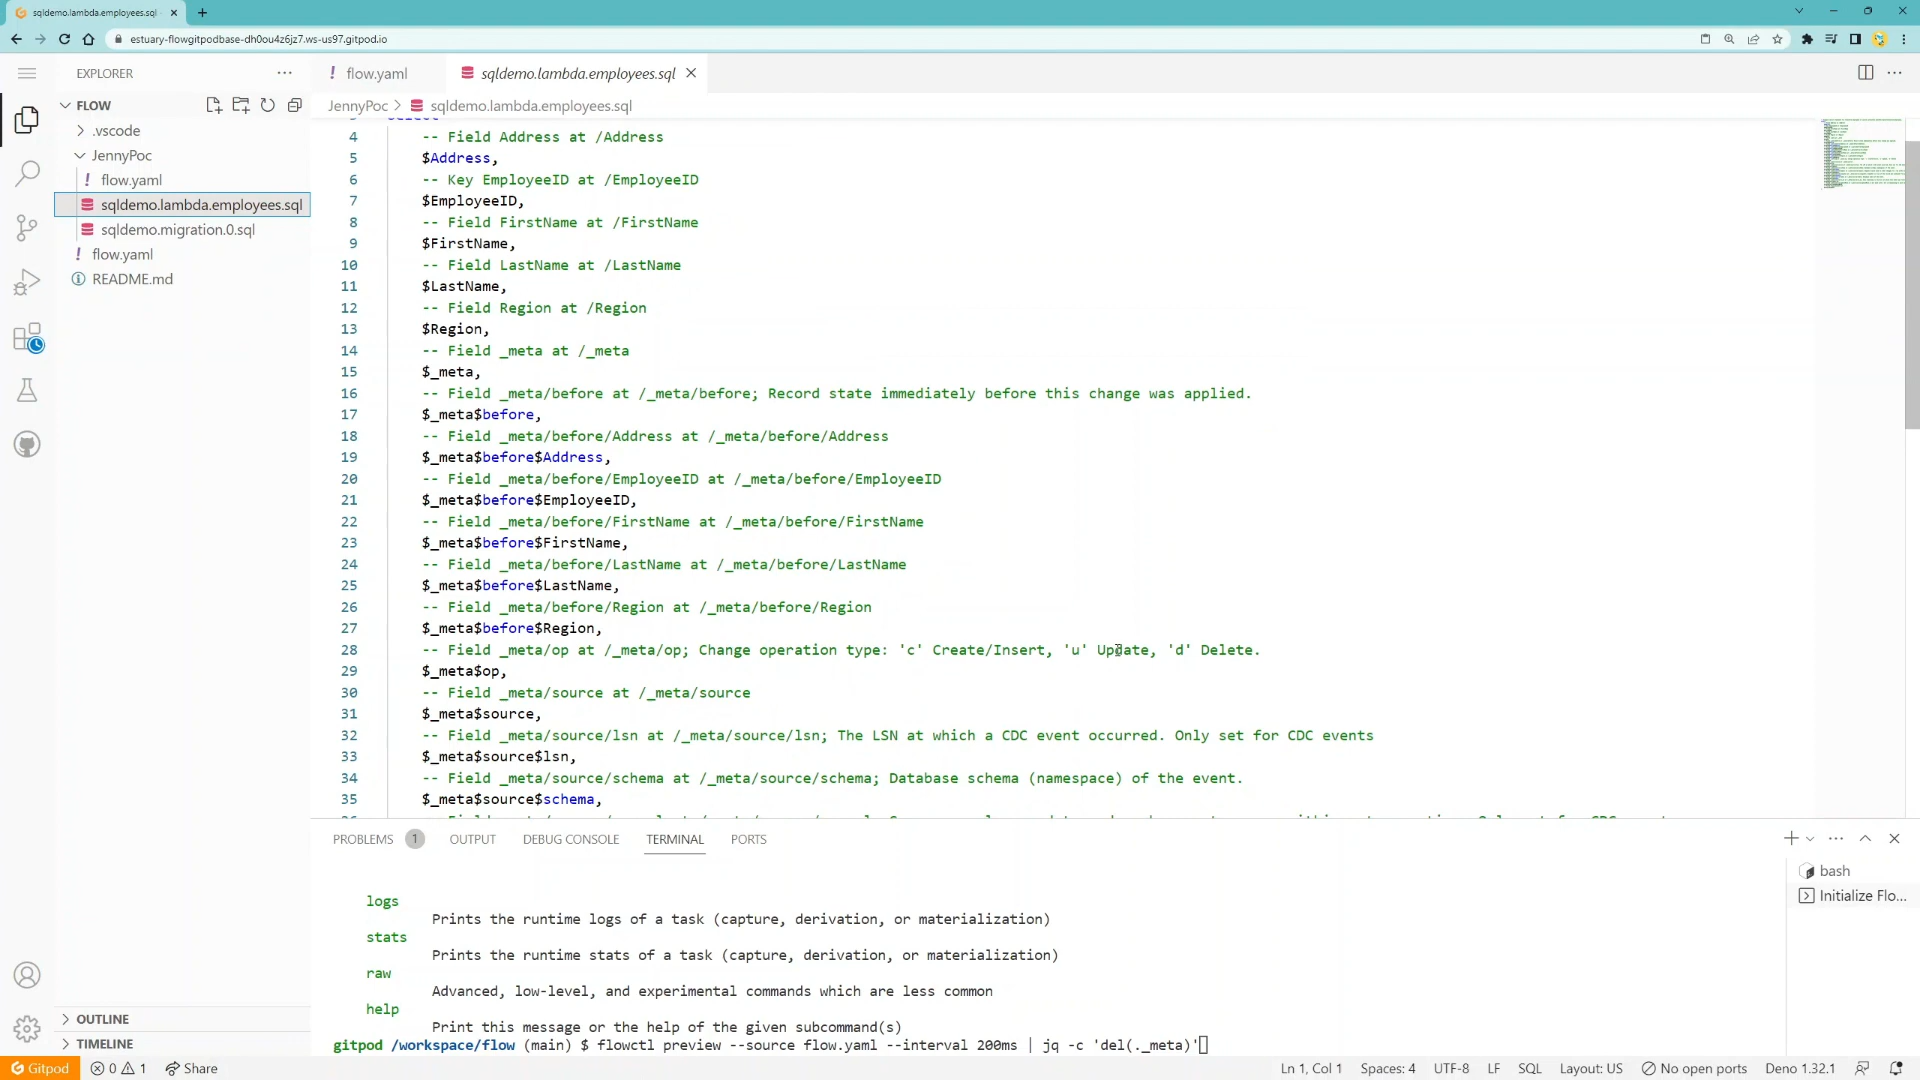 sqldemo.lambda.employees.sql
estuary-flowgitpodbase-dh0ou4z6jz7.ws-us97.gitpod.io
EXPLORER
flow.yaml
sqldemo.lambda.employees.sql
FLOW
JennyPoc > sqldemo.lambda.employees.sql
.vscode
JennyPoc
flow.yaml
sqldemo.lambda.employees.sql
sqldemo.migration.0.sql
flow.yaml
README.md
4 -- Field Address at /Address
5 $Address,
6 -- Key EmployeeID at /EmployeeID
7 $EmployeeID,
8 -- Field FirstName at /FirstName
9 $FirstName,
10 -- Field LastName at /LastName
11 $LastName,
12 -- Field Region at /Region
13 $Region,
14 -- Field _meta at /_meta
15 $_meta,
16 -- Field _meta/before at /_meta/before; Record state immediately before this change was applied.
17 $_meta$before,
18 -- Field _meta/before/Address at /_meta/before/Address
19 $_meta$before$Address,
20 -- Field _meta/before/EmployeeID at /_meta/before/EmployeeID
21 $_meta$before$EmployeeID,
22 -- Field _meta/before/FirstName at /_meta/before/FirstName
23 $_meta$before$FirstName,
24 -- Field _meta/before/LastName at /_meta/before/LastName
25 $_meta$before$LastName,
26 -- Field _meta/before/Region at /_meta/before/Region
27 $_meta$before$Region,
28 -- Field _meta/op at /_meta/op; Change operation type: 'c' Create/Insert, 'u' Update, 'd' Delete.
29 $_meta$op,
30 -- Field _meta/source at /_meta/source
31 $_meta$source,
32 -- Field _meta/source/lsn at /_meta/source/lsn; The LSN at which a CDC event occurred. Only set for CDC events
33 $_meta$source$lsn,
34 -- Field _meta/source/schema at /_meta/source/schema; Database schema (namespace) of the event.
35 $_meta$source$schema,
PROBLEMS 1 OUTPUT DEBUG CONSOLE TERMINAL PORTS
bash
Initialize Flo...
logs
Prints the runtime logs of a task (capture, derivation, or materialization)
stats
Prints the runtime stats of a task (capture, derivation, or materialization)
raw
Advanced, low-level, and experimental commands which are less common
help
Print this message or the help of the given subcommand(s)
gitpod /workspace/flow (main) $ flowctl preview --source flow.yaml --interval 200ms | jq -c 'del(._meta)'
OUTLINE
TIMELINE
Gitpod 0 1 Share Ln 1, Col 1 Spaces: 4 UTF-8 LF SQL Layout: US No open ports Deno 1.32.1